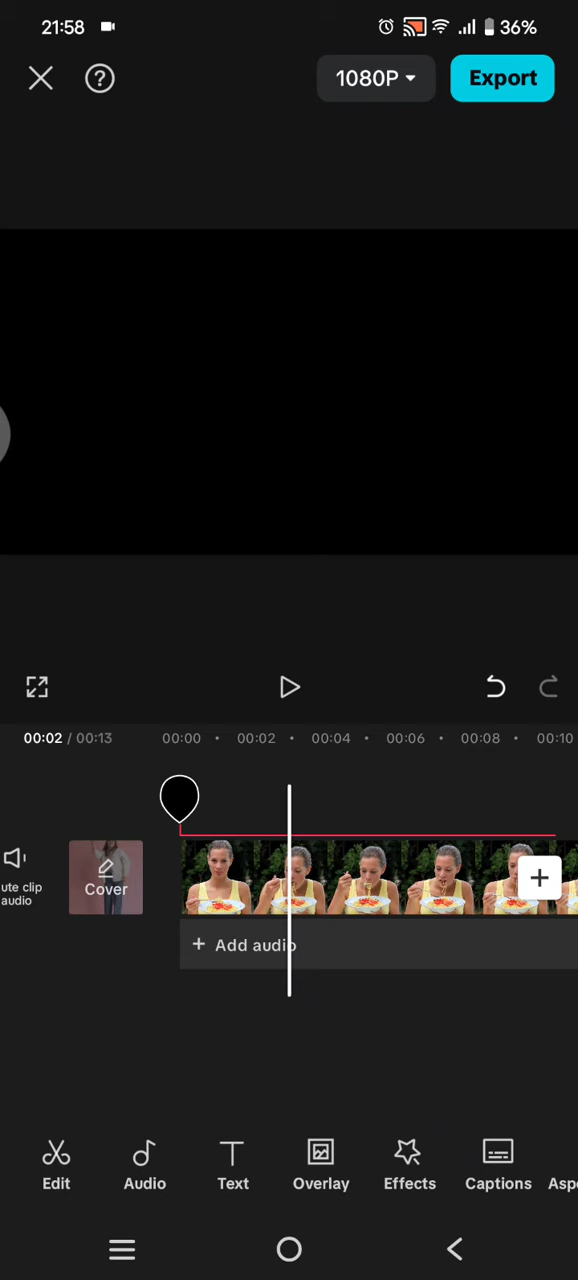 21:58
36%
1080P
Export
00:02 / 00:13
00:00 • 00:02 • 00:04 • 00:06 • 00:08 • 00:10
ute clip
audio
Cover
+ Add audio
Edit
Audio
Text
Overlay
Effects
Captions
Asp